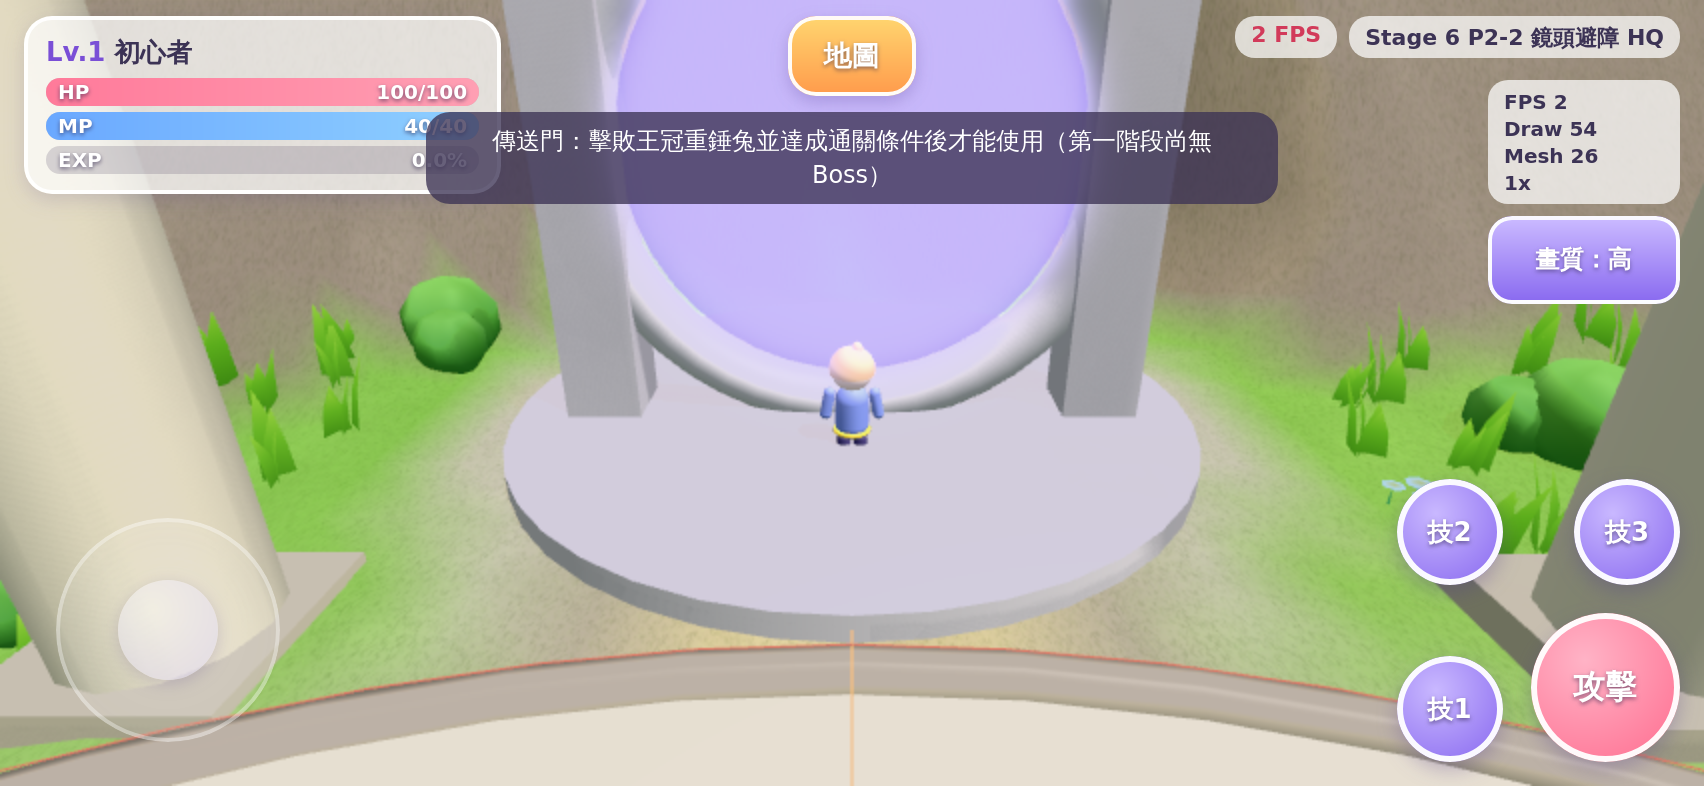 Lv.1 初心者
HP 100/100
MP 40/40
EXP 0.0%
地圖
2 FPS
Stage 6 P2-2 鏡頭避障 HQ
傳送門：擊敗王冠重錘兔並達成通關條件後才能使用（第一階段尚無
Boss）
FPS 2
Draw 54
Mesh 26
1x
畫質：高
技2
技3
技1
攻擊